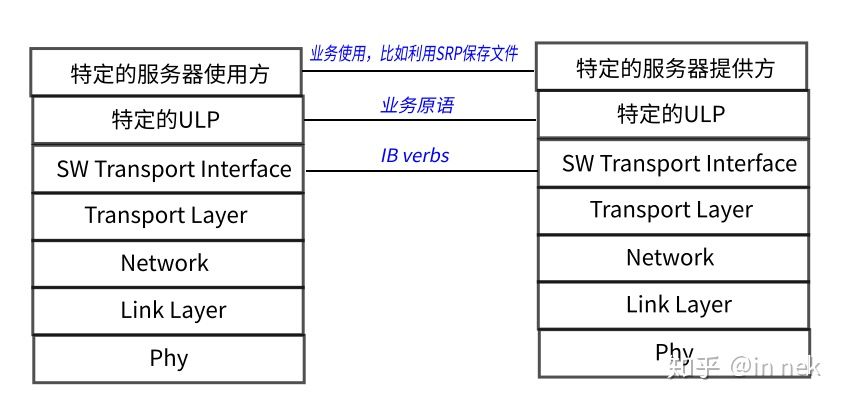 业务使用，比如利用SRP保存文件
特定的服务器使用方
特定的服务器提供方
业务原语
特定的ULP
特定的ULP
IB verbs
SW Transport Interface
SW Transport Interface
Transport Layer
Transport Layer
Network
Network
Link Layer
Link Layer
Phy
Phy
知乎 @in nek